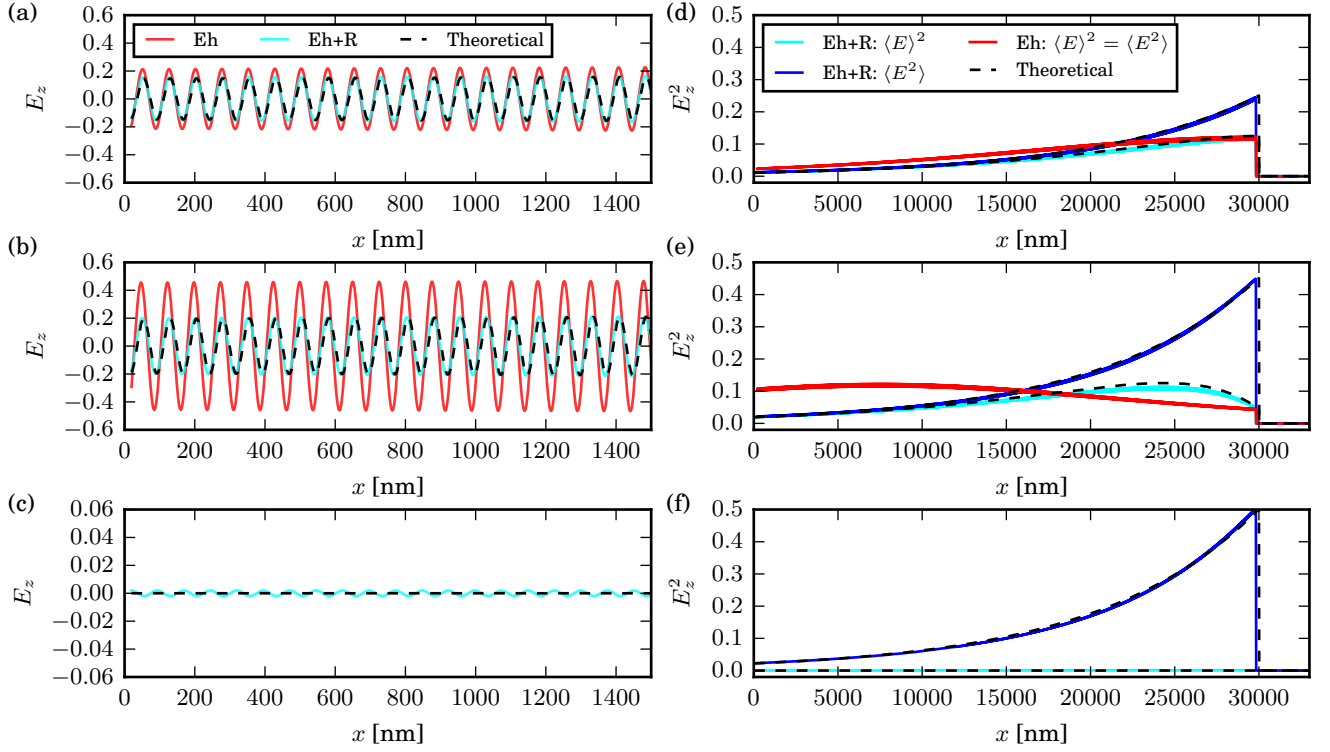 (a)
0.6
0.4
0.2
0.0
−0.2
−0.4
−0.6
E_z
Eh
Eh+R
Theoretical
0 200 400 600 800 1000 1200 1400
x [nm]
(b)
0.6
0.4
0.2
0.0
−0.2
−0.4
−0.6
E_z
0 200 400 600 800 1000 1200 1400
x [nm]
(c)
0.06
0.04
0.02
0.00
−0.02
−0.04
−0.06
E_z
0 200 400 600 800 1000 1200 1400
x [nm]
(d)
0.5
0.4
0.3
0.2
0.1
0.0
E_z^2
Eh+R: ⟨E⟩²
Eh+R: ⟨E²⟩
Eh: ⟨E⟩² = ⟨E²⟩
Theoretical
0 5000 10000 15000 20000 25000 30000
x [nm]
(e)
0.5
0.4
0.3
0.2
0.1
0.0
E_z^2
0 5000 10000 15000 20000 25000 30000
x [nm]
(f)
0.5
0.4
0.3
0.2
0.1
0.0
E_z^2
0 5000 10000 15000 20000 25000 30000
x [nm]